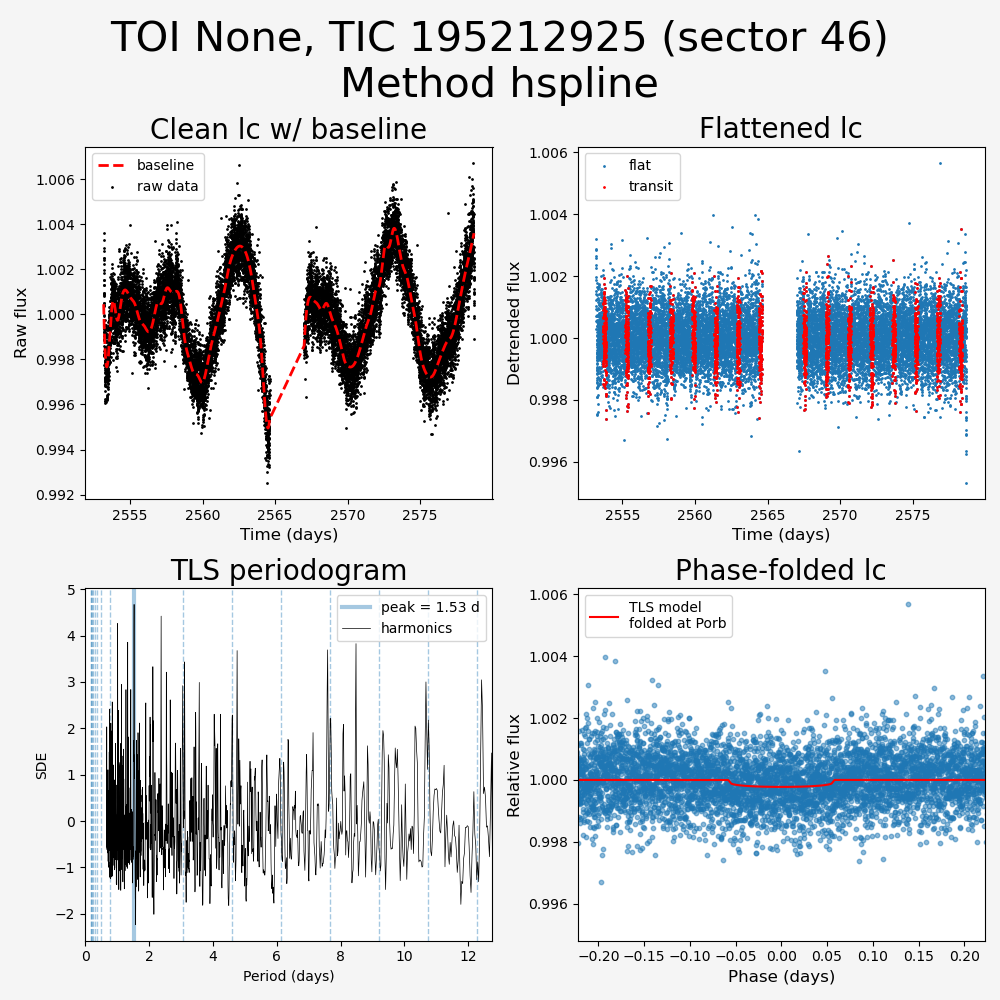 TOI None, TIC 195212925 (sector 46)
Method hspline
Clean lc w/ baseline
baseline
raw data
1.006
1.004
1.002
1.000
0.998
0.996
0.994
0.992
Raw flux
2555
2560
2565
2570
2575
Time (days)
Flattened lc
flat
transit
1.006
1.004
1.002
1.000
0.998
0.996
Detrended flux
2555
2560
2565
2570
2575
Time (days)
TLS periodogram
peak = 1.53 d
harmonics
5
4
3
2
1
0
−1
−2
SDE
0
2
4
6
8
10
12
Period (days)
Phase-folded lc
TLS model
folded at Porb
1.006
1.004
1.002
1.000
0.998
0.996
Relative flux
−0.20
−0.15
−0.10
−0.05
0.00
0.05
0.10
0.15
0.20
Phase (days)